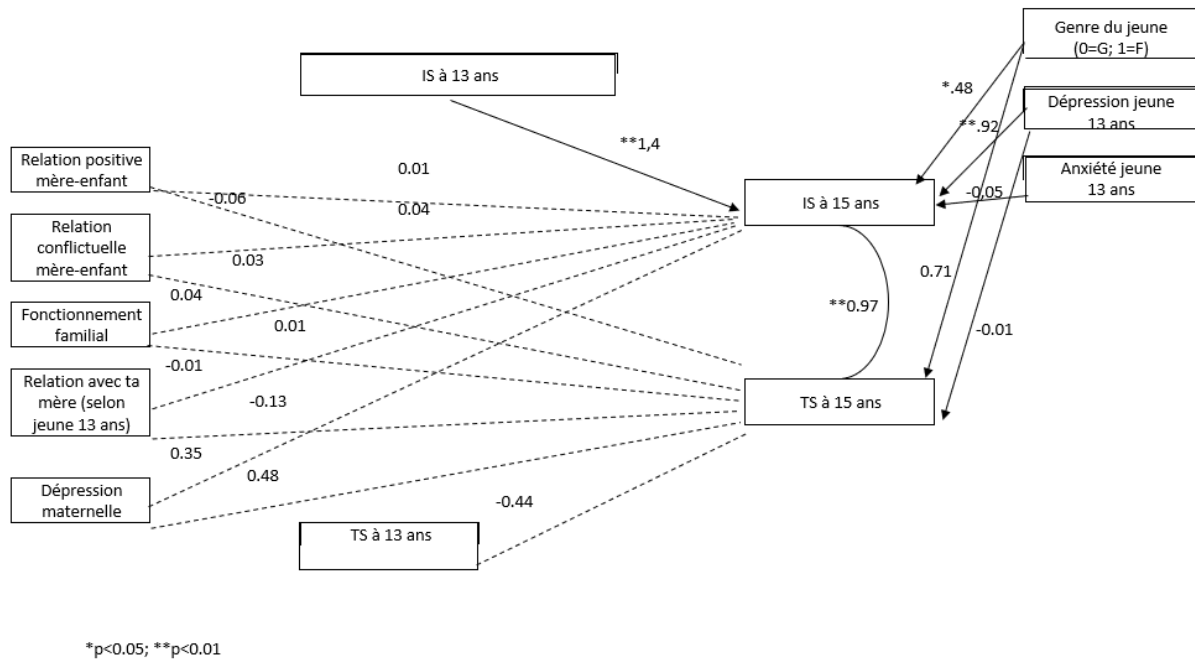 Genre du jeune
(0=G; 1=F)
IS à 13 ans
*.48
Dépression jeune
13 ans
**.92
**1,4
Relation positive
mère-enfant
0.01
Anxiété jeune
13 ans
-0.06
0.04
IS à 15 ans
-0,05
Relation
conflictuelle
mère-enfant
0.03
0.71
0.04
**0.97
Fonctionnement
familial
0.01
-0.01
-0.01
Relation avec ta
mère (selon
jeune 13 ans)
-0.13
TS à 15 ans
0.35
0.48
Dépression
maternelle
-0.44
TS à 13 ans
*p<0.05; **p<0.01